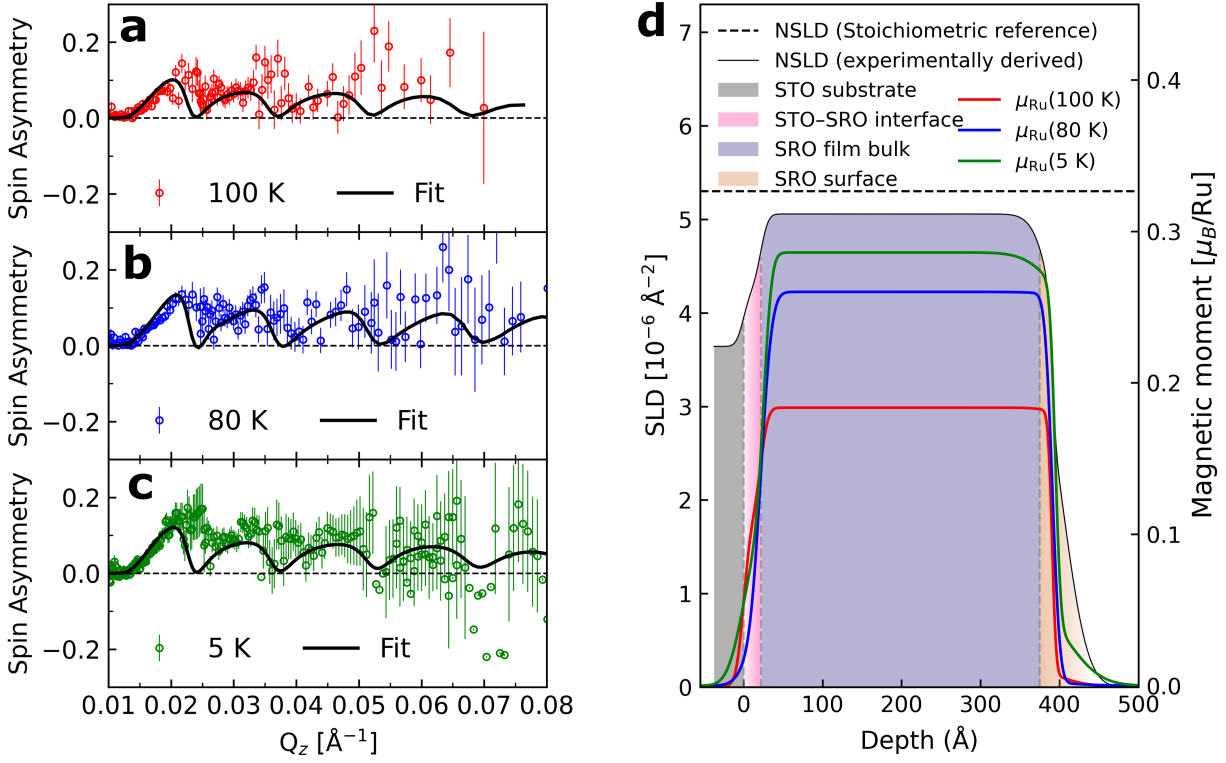 a
Spin Asymmetry
0.2
0.0
−0.2
100 K
Fit
b
Spin Asymmetry
0.2
0.0
−0.2
80 K
Fit
c
Spin Asymmetry
0.2
0.0
−0.2
5 K
Fit
0.01 0.02 0.03 0.04 0.05 0.06 0.07 0.08
Q_z [Å⁻¹]
d
NSLD (Stoichiometric reference)
NSLD (experimentally derived)
STO substrate
STO–SRO interface
SRO film bulk
SRO surface
μ_Ru(100 K)
μ_Ru(80 K)
μ_Ru(5 K)
SLD [10⁻⁶ Å⁻²]
7
6
5
4
3
2
1
0
0 100 200 300 400 500
Depth (Å)
0.4
0.3
0.2
0.1
0.0
Magnetic moment [μ_B/Ru]